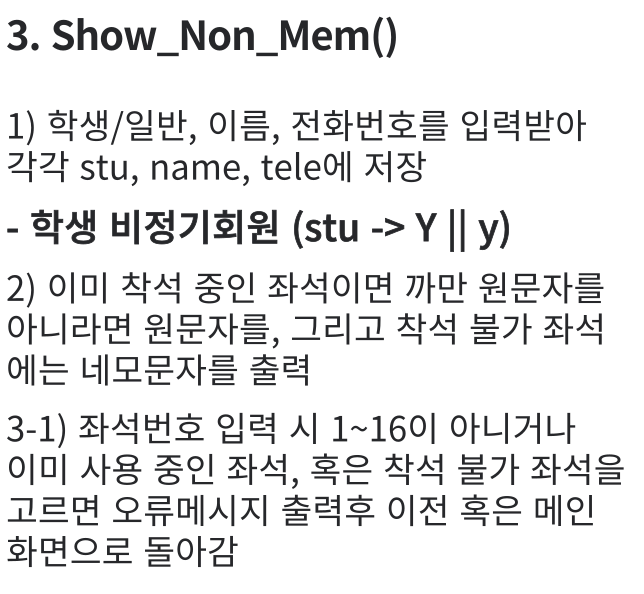 3. Show_Non_Mem()
1) 학생/일반, 이름, 전화번호를 입력받아
각각 stu, name, tele에 저장
- 학생 비정기회원 (stu -> Y || y)
2) 이미 착석 중인 좌석이면 까만 원문자를
아니라면 원문자를, 그리고 착석 불가 좌석
에는 네모문자를 출력
3-1) 좌석번호 입력 시 1~16이 아니거나
이미 사용 중인 좌석, 혹은 착석 불가 좌석을
고르면 오류메시지 출력후 이전 혹은 메인
화면으로 돌아감